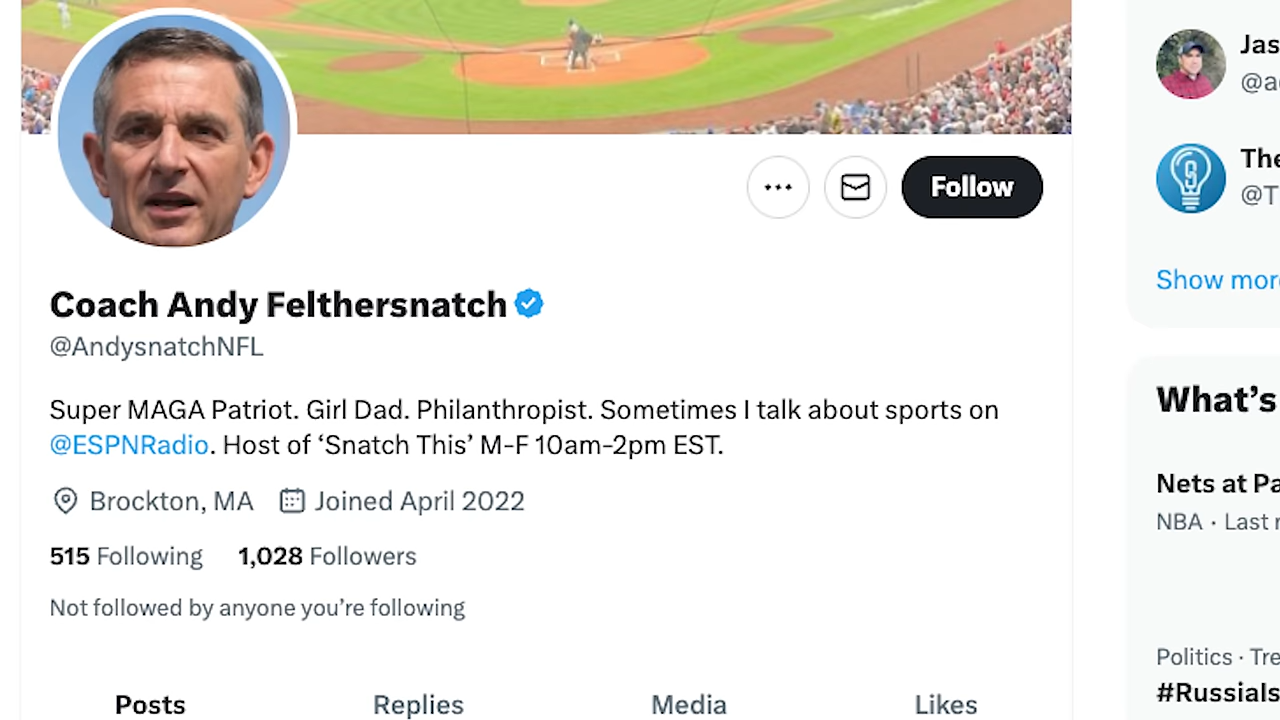 Follow
Coach Andy Felthersnatch
@AndysnatchNFL
Super MAGA Patriot. Girl Dad. Philanthropist. Sometimes I talk about sports on
@ESPNRadio. Host of ‘Snatch This’ M-F 10am-2pm EST.
Brockton, MA Joined April 2022
515 Following 1,028 Followers
Not followed by anyone you’re following
Posts Replies Media Likes
Jas
@a
The
@T
Show more
What’s
Nets at Pa
NBA · Last
Politics · Tre
#RussiaIs